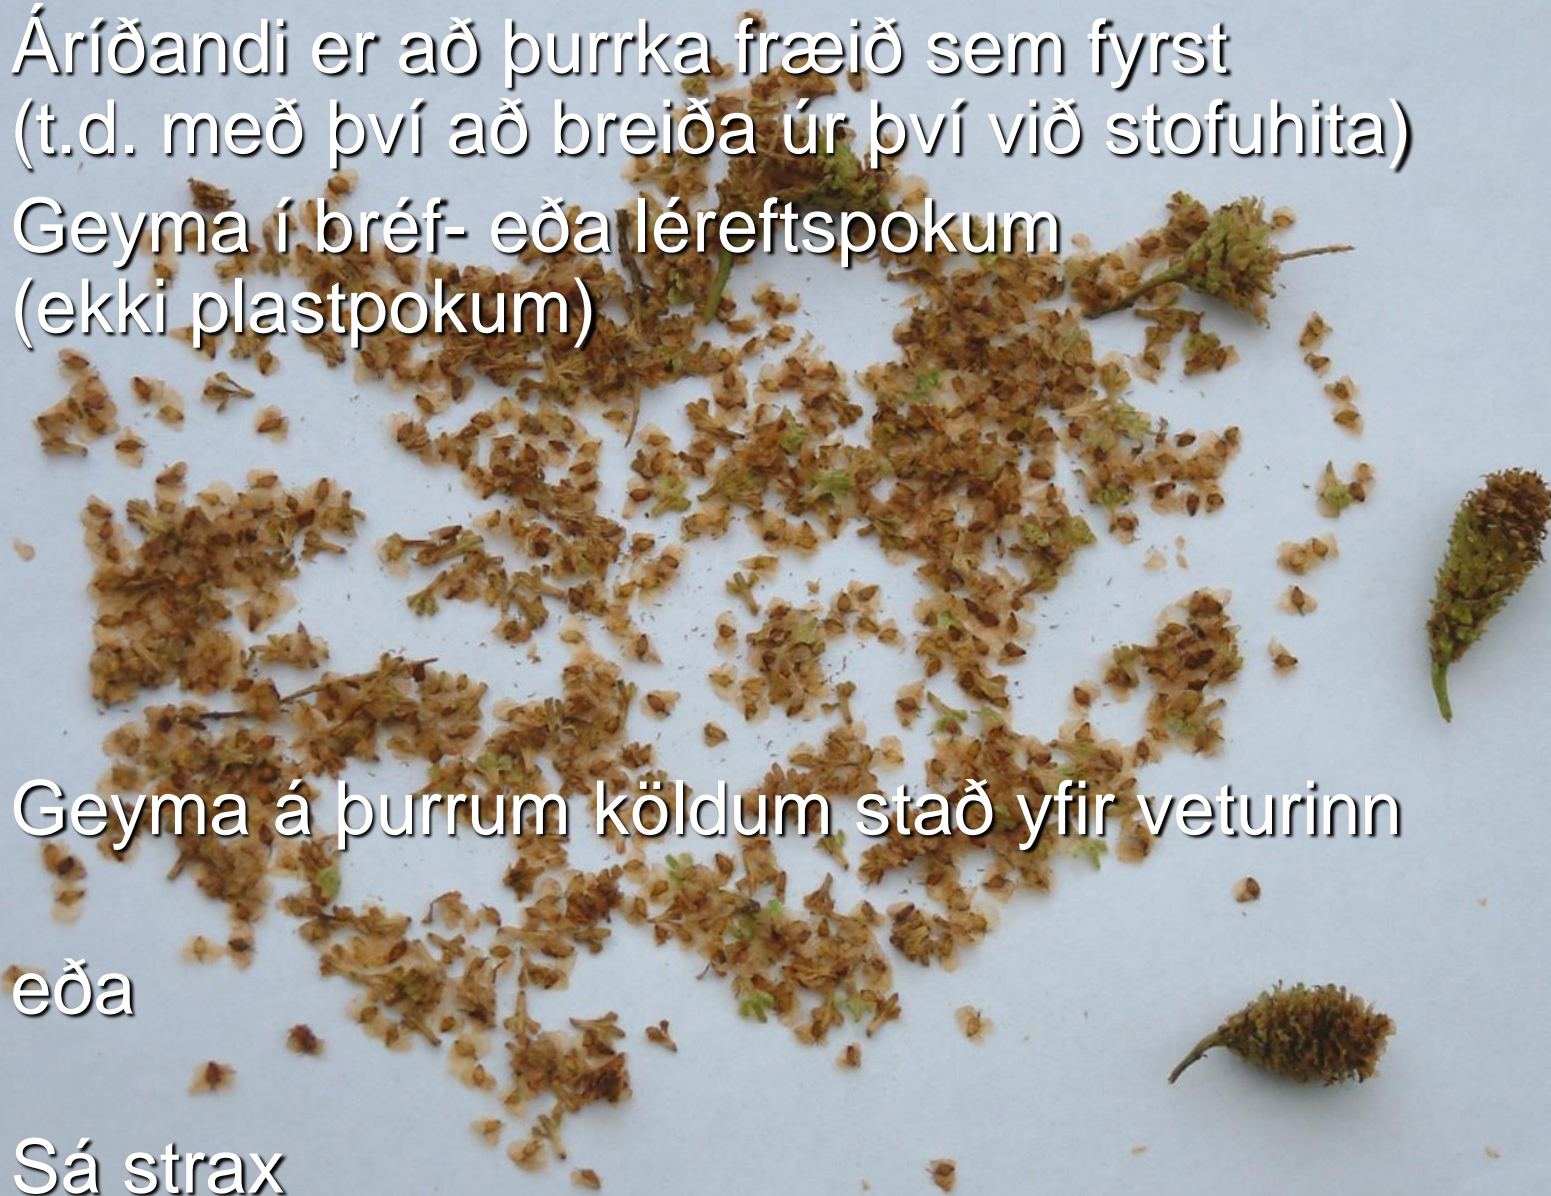 Áríðandi er að þurrka fræið sem fyrst
(t.d. með því að breiða úr því við stofuhita)
Geyma í bréf- eða léreftspokum
(ekki plastpokum)
Geyma á þurrum köldum stað yfir veturinn
eða
Sá strax